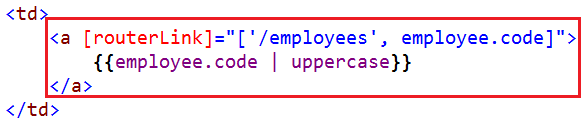 <td>
<a [routerLink]="['/employees', employee.code]">
{{employee.code | uppercase}}
</a>
</td>